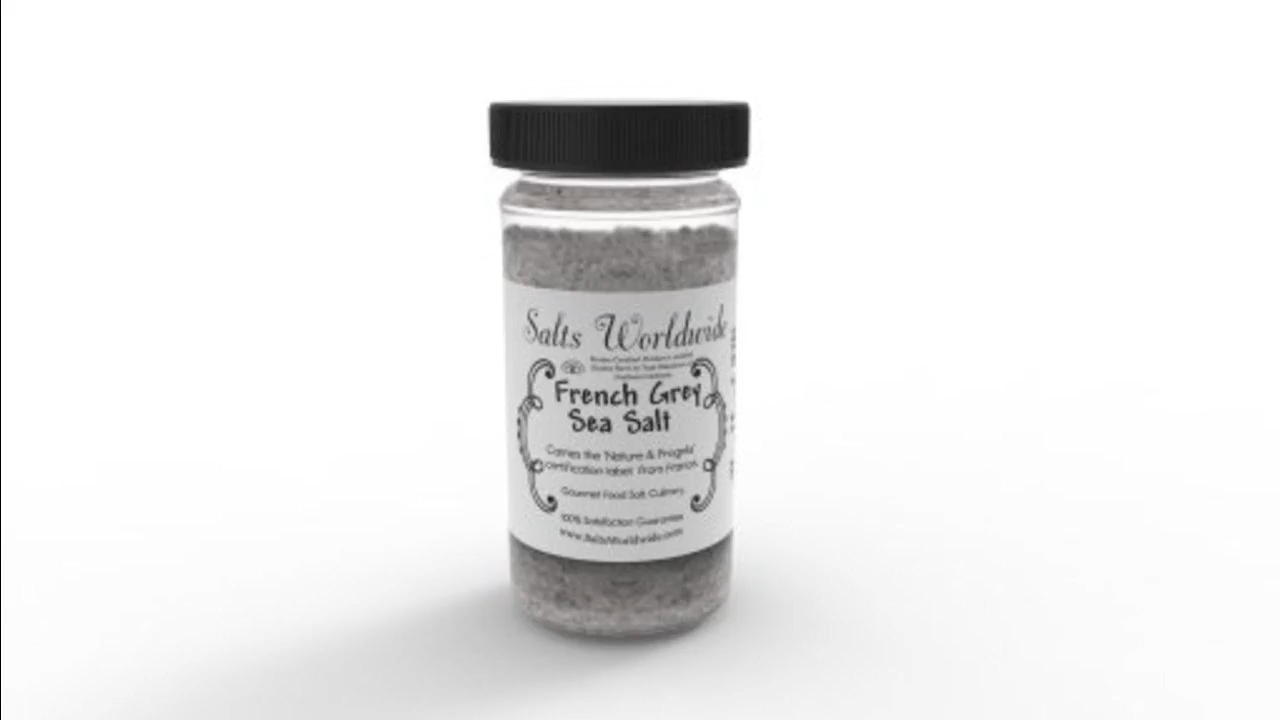 Salts Worldwide
French Grey
Sea Salt
Carries the 'Nature & Progrès'
certification label from France.
Gourmet Food Salt, Culinary
100% Satisfaction Guarantee
www.SaltsWorldwide.com